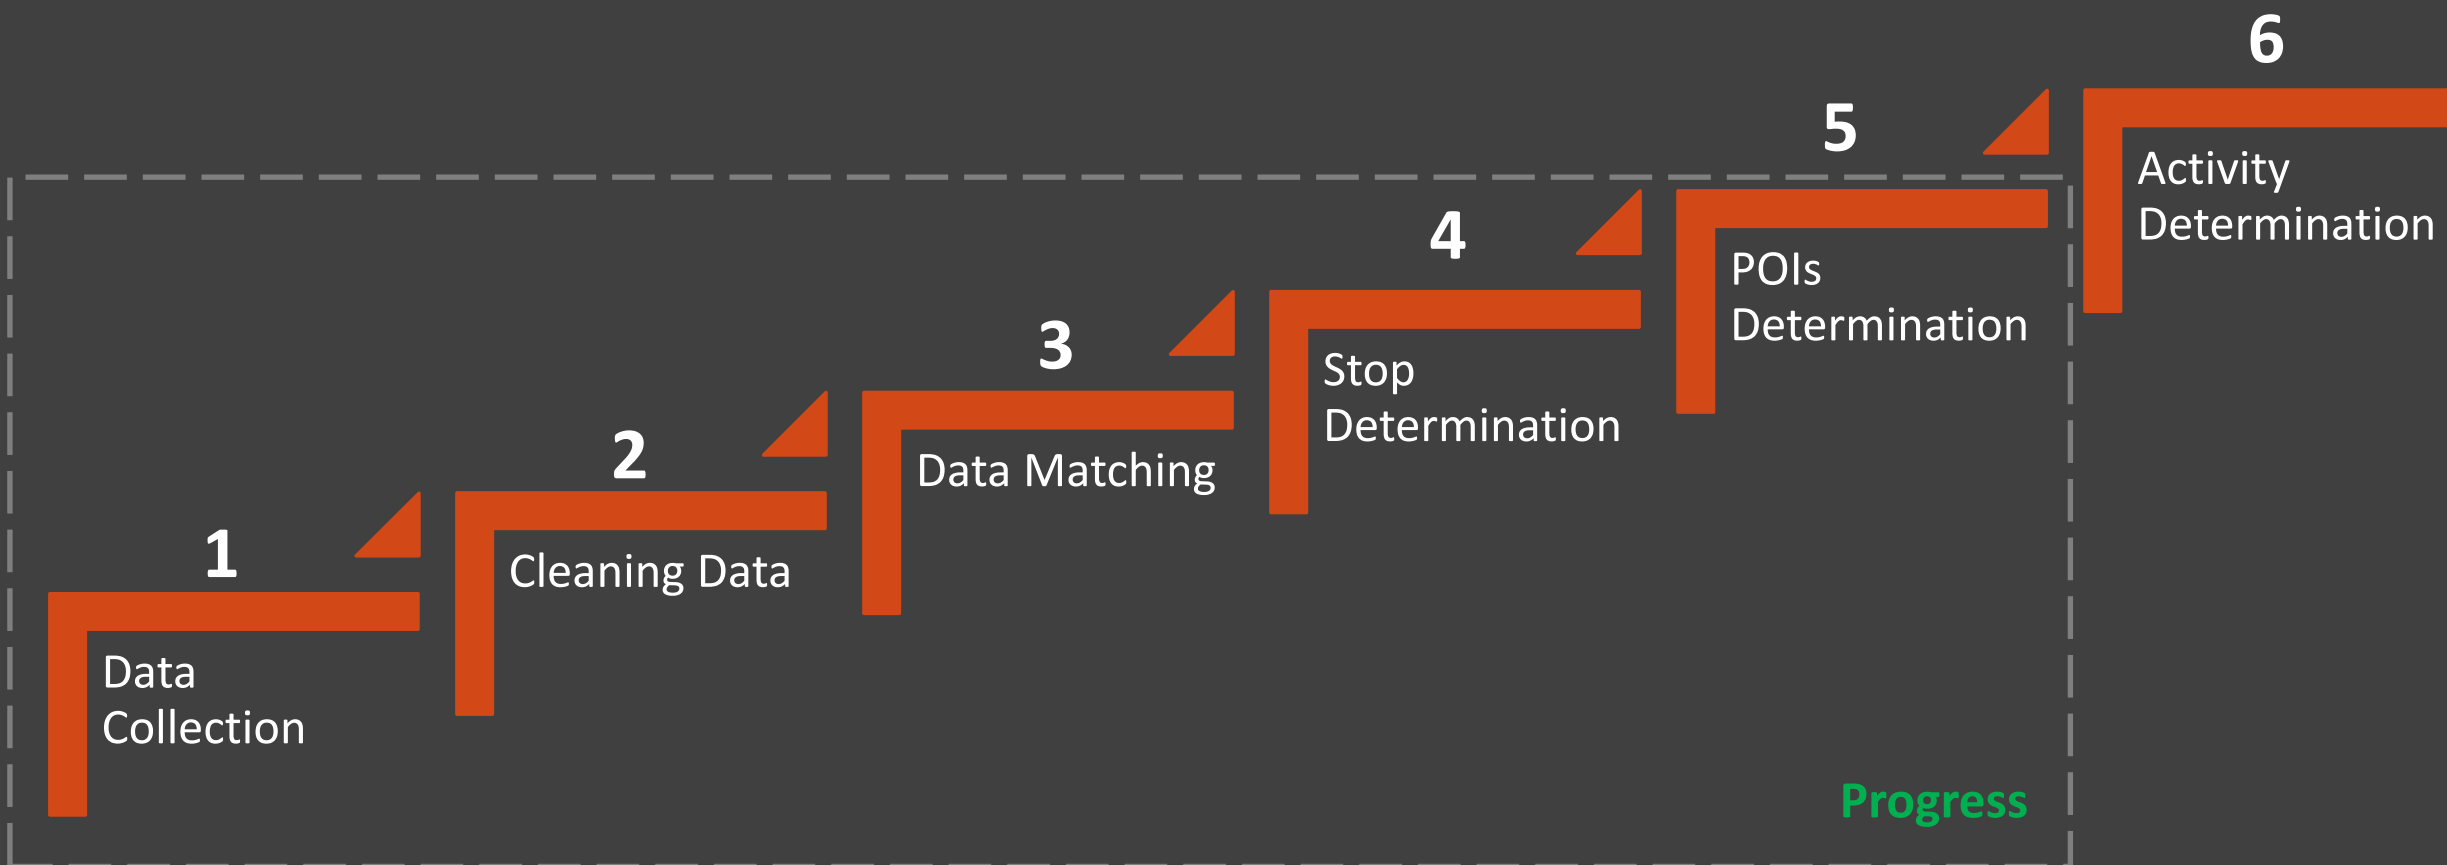 1
Data
Collection
2
Cleaning Data
3
Data Matching
4
Stop
Determination
5
POIs
Determination
6
Activity
Determination
Progress